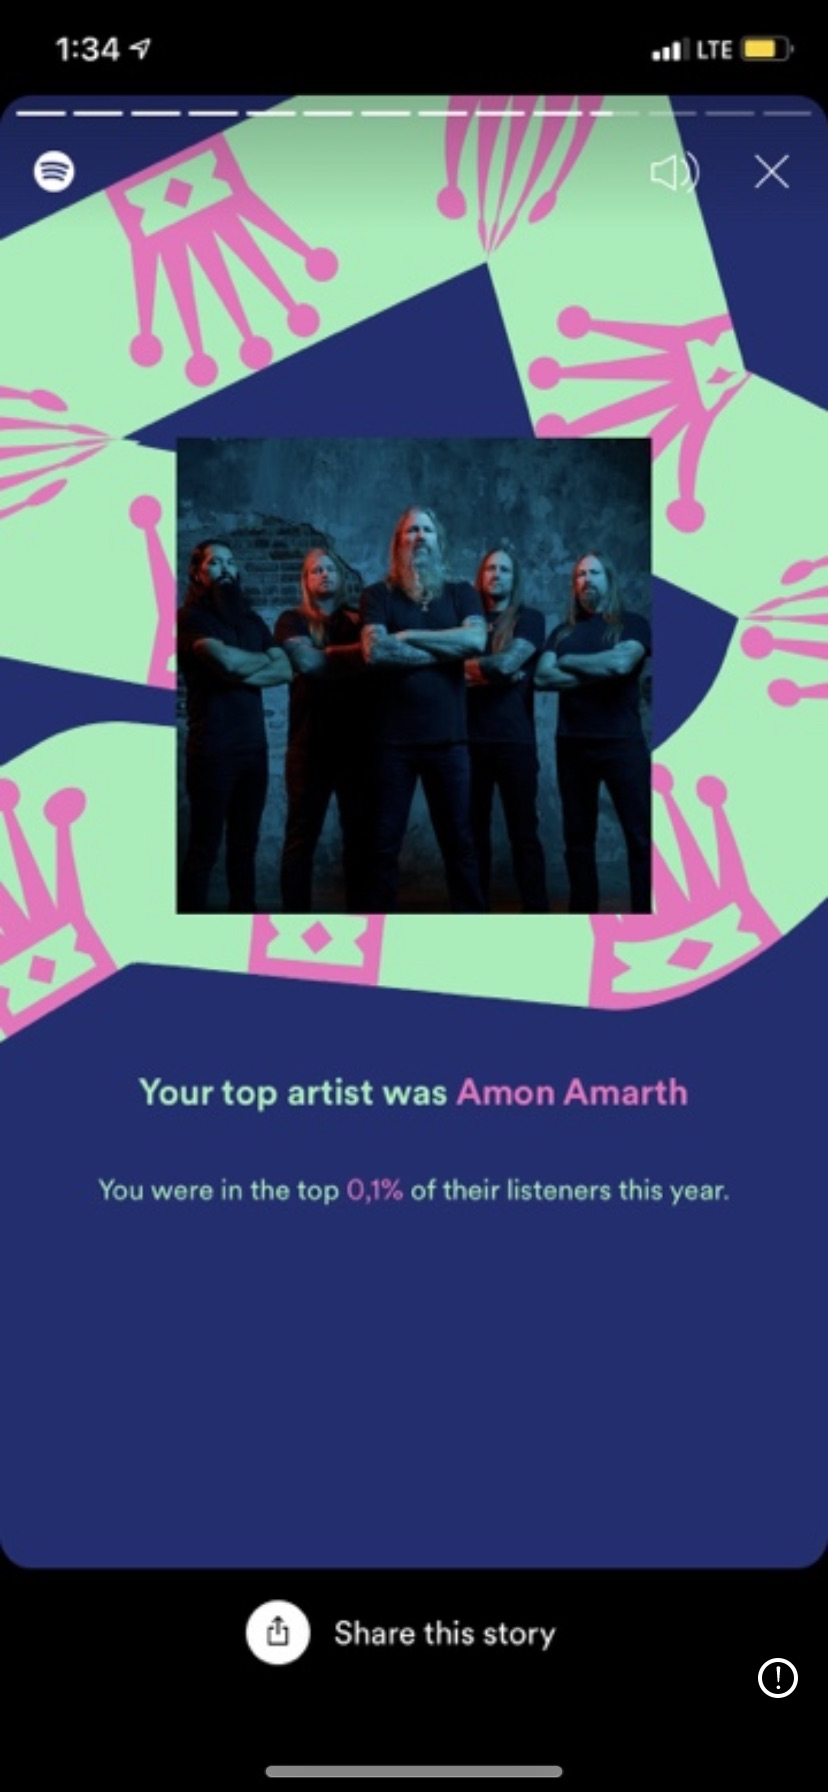 1:34
LTE
Your top artist was Amon Amarth
You were in the top 0,1% of their listeners this year.
Share this story